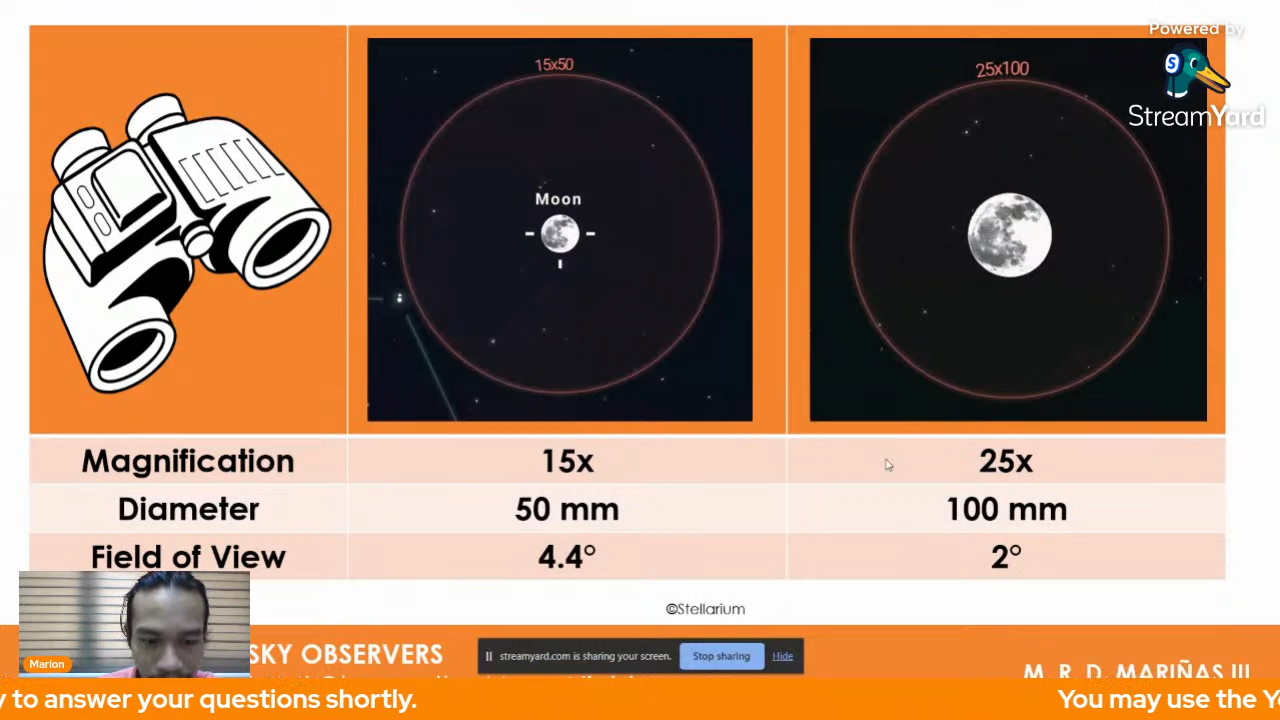 Powered by
StreamYard
15x50
25x100
Moon
Magnification
15x
25x
Diameter
50 mm
100 mm
Field of View
4.4°
2°
©Stellarium
Marion
SKY OBSERVERS
streamyard.com is sharing your screen.
Stop sharing
Hide
M. R. D. MARIÑAS III
y to answer your questions shortly.
You may use the Yo